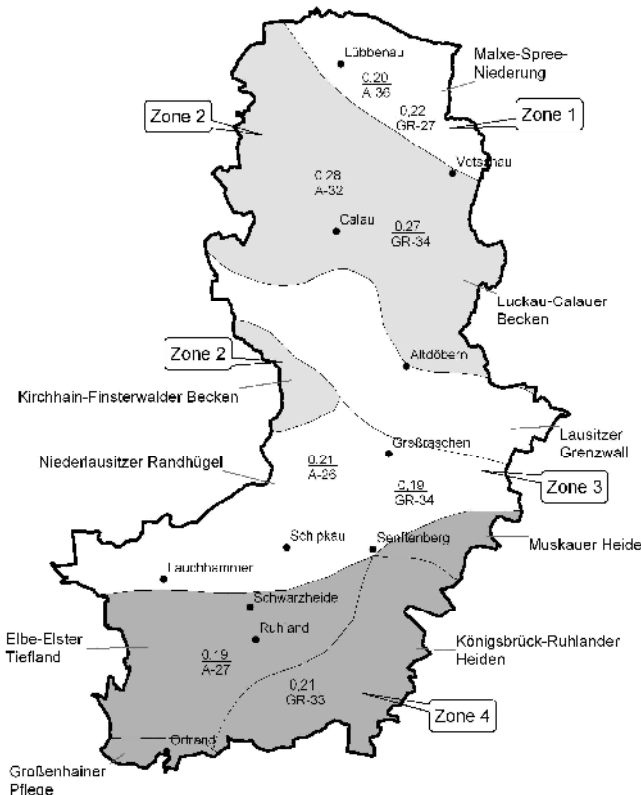 Lübbenau
Malxe-Spree-
Niederung
0,20
A-36
Zone 2
0,22
GR-27
Zone 1
Vetschau
0,28
A-32
Calau
0,27
GR-34
Luckau-Calauer
Becken
Zone 2
Altdöbern
Kirchhain-Finsterwalder Becken
Lausitzer
Grenzwall
Großräschen
Niederlausitzer Randhügel
0,21
A-26
Zone 3
0,19
GR-34
Schipkau
Senftenberg
Muskauer Heide
Lauchhammer
Schwarzheide
Elbe-Elster
Tiefland
Ruhland
Königsbrück-Ruhlander
Heiden
0,19
A-27
0,21
GR-33
Zone 4
Ortrand
Großenhainer
Pflege